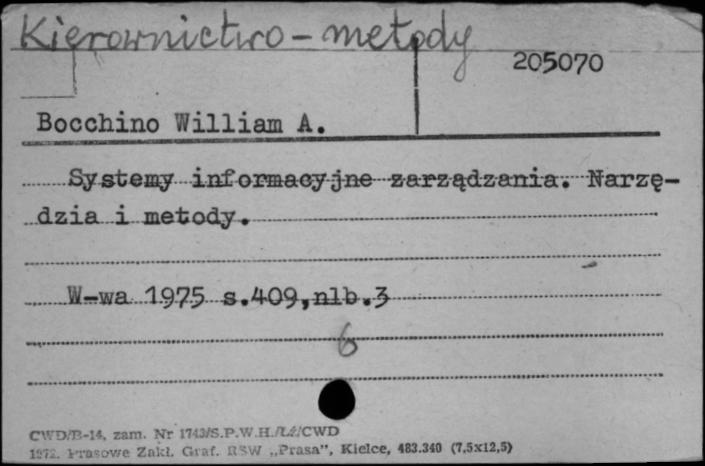 Kierownictwo – metody
205070
Bocchino William A.
Systemy informacyjne zarządzania. Narzę-
dzia i metody.
W-wa 1975 s.409,nlb.3
6
CWD/B-14, zam. Nr 1743/S.P.W.H./Łź/CWD
1972. Prasowe Zakł. Graf. RSW „Prasa”, Kielce, 483.340 (7,5x12,5)